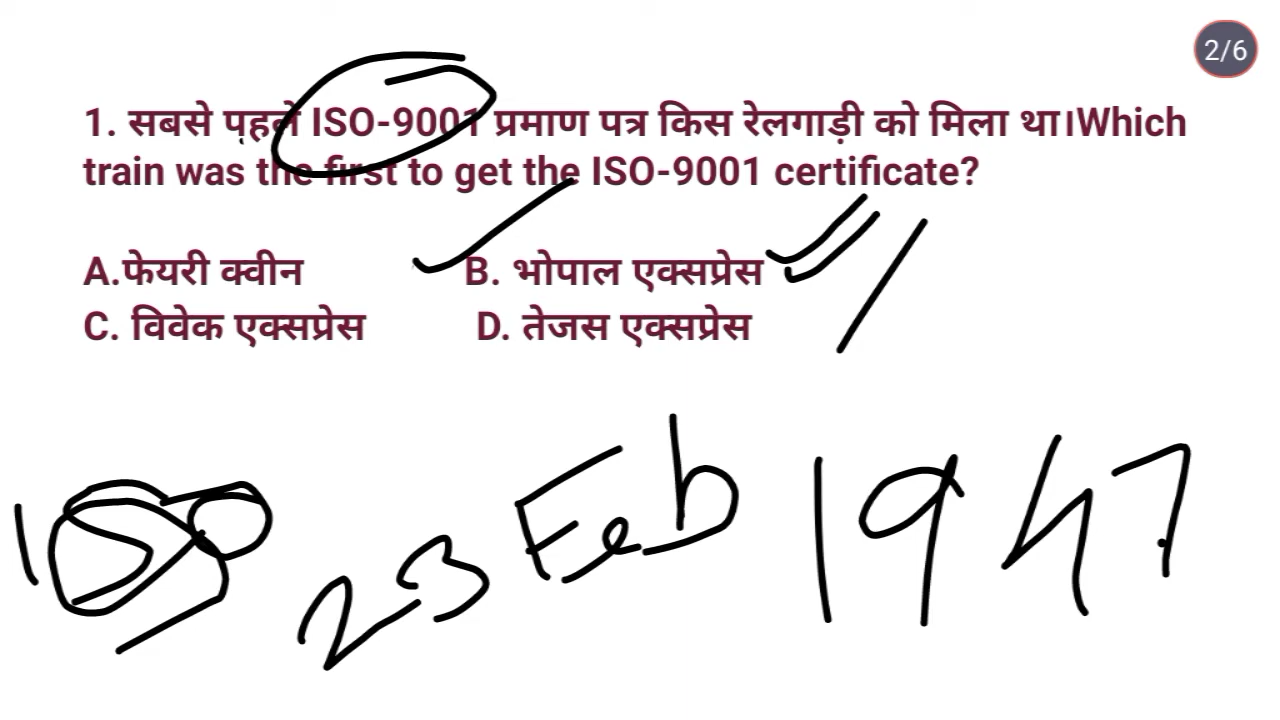 2/6
1. सबसे पहले ISO-9001 प्रमाण पत्र किस रेलगाड़ी को मिला था।Which
train was the first to get the ISO-9001 certificate?
A.फेयरी क्वीन B. भोपाल एक्सप्रेस
C. विवेक एक्सप्रेस D. तेजस एक्सप्रेस
ISO 23 Feb 1947